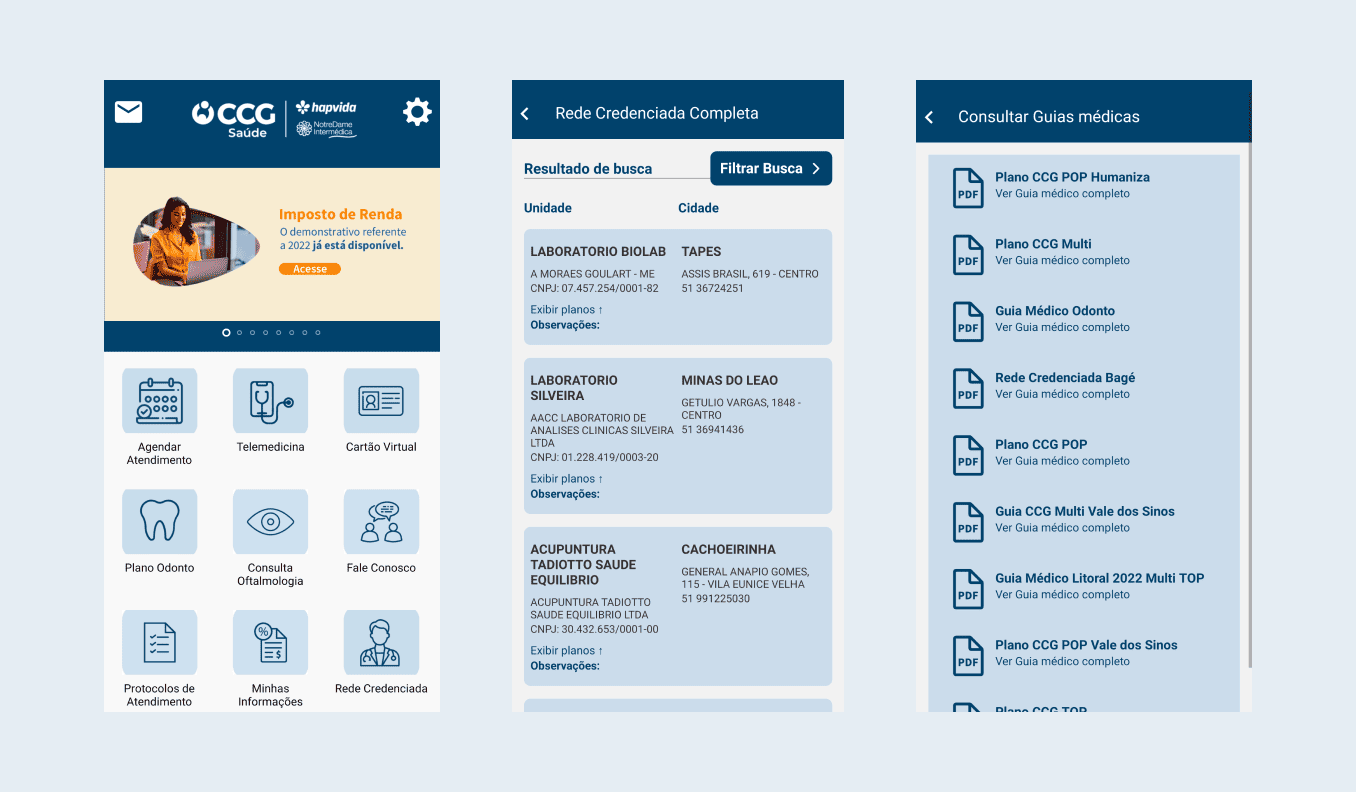 CCG
Saúde
hapvida
NotreDame
Intermédica
Imposto de Renda
O demonstrativo referente
a 2022 já está disponível.
Acesse
Agendar
Atendimento
Telemedicina
Cartão Virtual
Plano Odonto
Consulta
Oftalmologia
Fale Conosco
%
$
Protocolos de
Atendimento
Minhas
Informações
Rede Credenciada
Rede Credenciada Completa
Resultado de busca
Filtrar Busca
Unidade
Cidade
LABORATORIO BIOLAB
A MORAES GOULART - ME
CNPJ: 07.457.254/0001-82
Exibir planos ↑
Observações:
TAPES
ASSIS BRASIL, 619 - CENTRO
51 36724251
LABORATORIO
SILVEIRA
AACC LABORATORIO DE
ANALISES CLINICAS SILVEIRA
LTDA
CNPJ: 01.228.419/0003-20
Exibir planos ↑
Observações:
MINAS DO LEAO
GETULIO VARGAS, 1848 -
CENTRO
51 36941436
ACUPUNTURA
TADIOTTO SAUDE
EQUILIBRIO
ACUPUNTURA TADIOTTO
SAUDE EQUILIBRIO LTDA
CNPJ: 30.432.653/0001-00
Exibir planos ↑
Observações:
CACHOEIRINHA
GENERAL ANAPIO GOMES,
115 - VILA EUNICE VELHA
51 991225030
Consultar Guias médicas
PDF
Plano CCG POP Humaniza
Ver Guia médico completo
PDF
Plano CCG Multi
Ver Guia médico completo
PDF
Guia Médico Odonto
Ver Guia médico completo
PDF
Rede Credenciada Bagé
Ver Guia médico completo
PDF
Plano CCG POP
Ver Guia médico completo
PDF
Guia CCG Multi Vale dos Sinos
Ver Guia médico completo
PDF
Guia Médico Litoral 2022 Multi TOP
Ver Guia médico completo
PDF
Plano CCG POP Vale dos Sinos
Ver Guia médico completo
Plano CCG TOP